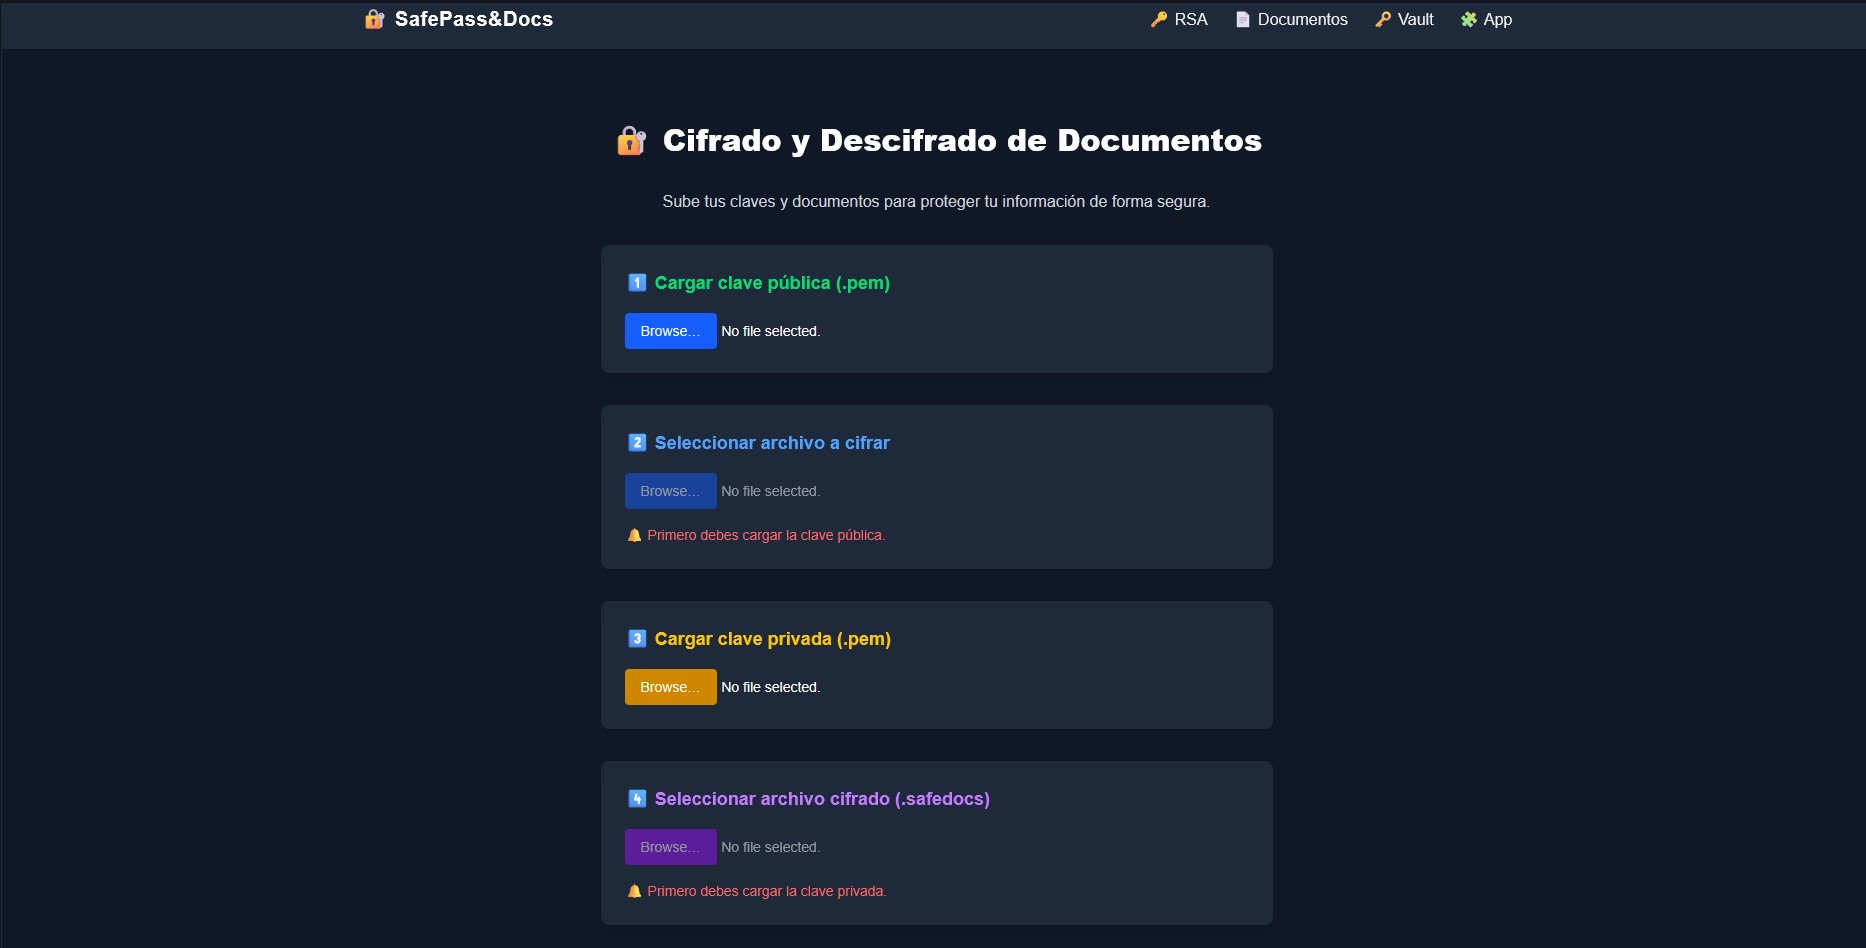 🔐 SafePass&Docs
🔑 RSA 📄 Documentos 🔑 Vault 🧩 App
🔐 Cifrado y Descifrado de Documentos
Sube tus claves y documentos para proteger tu información de forma segura.
1️⃣ Cargar clave pública (.pem)
Browse... No file selected.
2️⃣ Seleccionar archivo a cifrar
Browse... No file selected.
🔔 Primero debes cargar la clave pública.
3️⃣ Cargar clave privada (.pem)
Browse... No file selected.
4️⃣ Seleccionar archivo cifrado (.safedocs)
Browse... No file selected.
🔔 Primero debes cargar la clave privada.